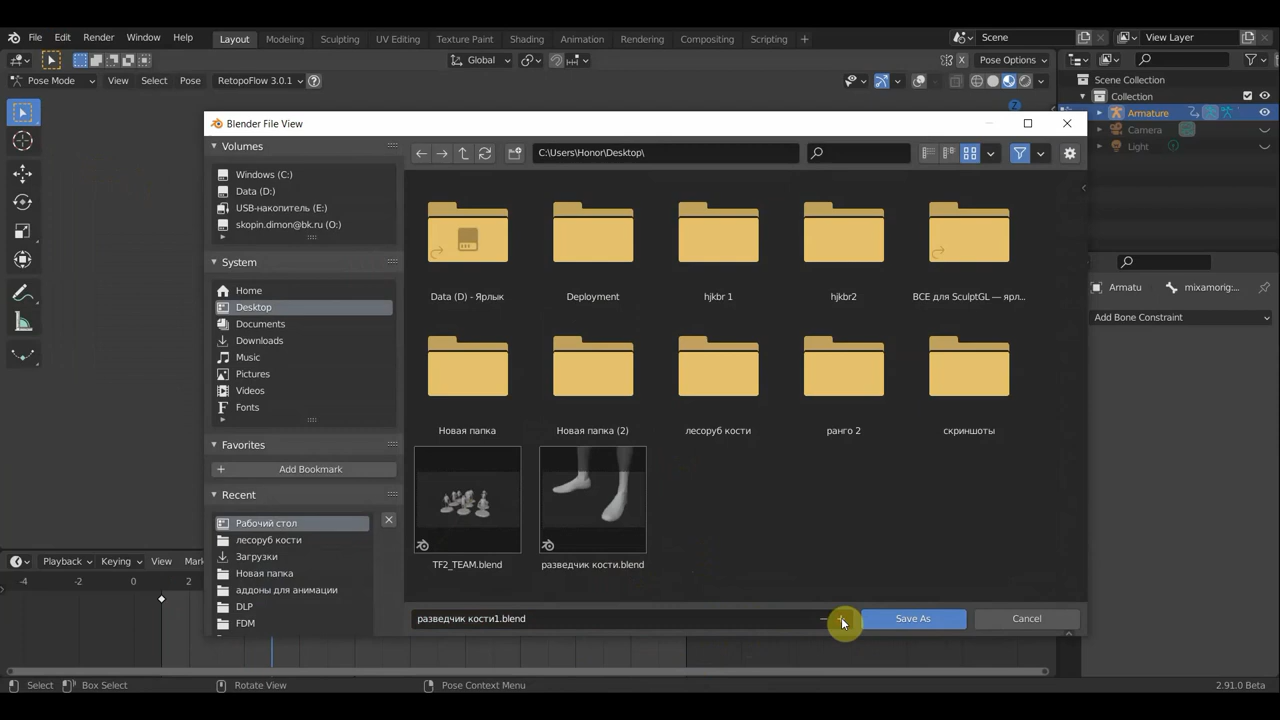 File Edit Render Window Help Layout Modeling Sculpting UV Editing Texture Paint Shading Animation Rendering Compositing Scripting + Scene View Layer
Global Pose Options
Pose Mode View Select Pose RetopoFlow 3.0.1
Scene Collection
Collection
Armature
Camera
Light
Blender File View
Volumes
Windows (C:)
Data (D:)
USB-накопитель (E:)
skopin.dimon@bk.ru (O:)
System
Home
Desktop
Documents
Downloads
Music
Pictures
Videos
Fonts
Favorites
Add Bookmark
Recent
Рабочий стол
лесоруб кости
Загрузки
Новая папка
аддоны для анимации
DLP
FDM
C:\Users\Honor\Desktop\
Data (D) - Ярлык Deployment hjkbr 1 hjkbr2 ВСЕ для SculptGL — ярл...
Новая папка Новая папка (2) лесоруб кости ранго 2 скриншоты
TF2_TEAM.blend разведчик кости.blend
разведчик кости1.blend Save As Cancel
Armatu mixamorig:...
Add Bone Constraint
Playback Keying View Mark
-4 -2 0 2
Select Box Select Rotate View Pose Context Menu 2.91.0 Beta